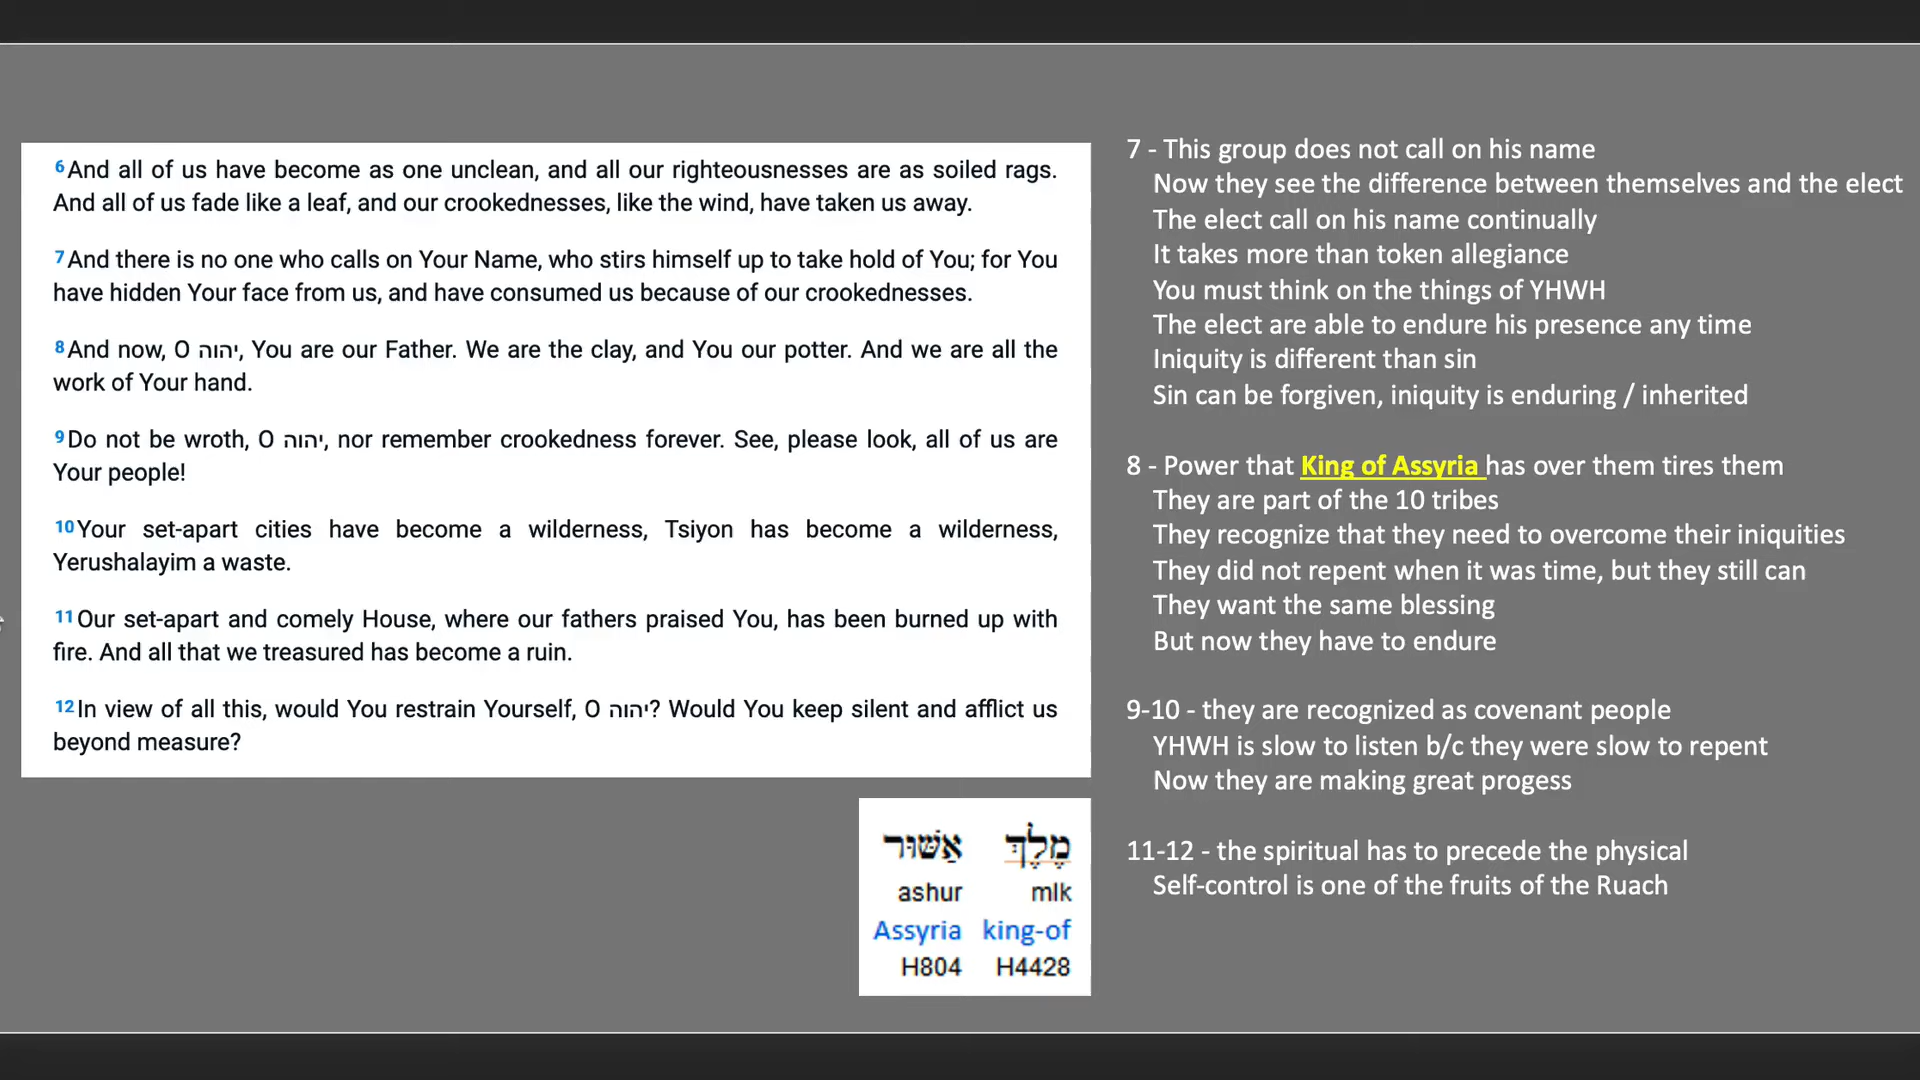 6And all of us have become as one unclean, and all our righteousnesses are as soiled rags.
And all of us fade like a leaf, and our crookednesses, like the wind, have taken us away.
7And there is no one who calls on Your Name, who stirs himself up to take hold of You; for You
have hidden Your face from us, and have consumed us because of our crookednesses.
8And now, O יהוה, You are our Father. We are the clay, and You our potter. And we are all the
work of Your hand.
9Do not be wroth, O יהוה, nor remember crookedness forever. See, please look, all of us are
Your people!
10Your set-apart cities have become a wilderness, Tsiyon has become a wilderness,
Yerushalayim a waste.
11Our set-apart and comely House, where our fathers praised You, has been burned up with
fire. And all that we treasured has become a ruin.
12In view of all this, would You restrain Yourself, O יהוה? Would You keep silent and afflict us
beyond measure?
אַשּׁוּר מֶלֶךְ
ashur mlk
Assyria king-of
H804 H4428
7 - This group does not call on his name
Now they see the difference between themselves and the elect
The elect call on his name continually
It takes more than token allegiance
You must think on the things of YHWH
The elect are able to endure his presence any time
Iniquity is different than sin
Sin can be forgiven, iniquity is enduring / inherited
8 - Power that King of Assyria has over them tires them
They are part of the 10 tribes
They recognize that they need to overcome their iniquities
They did not repent when it was time, but they still can
They want the same blessing
But now they have to endure
9-10 - they are recognized as covenant people
YHWH is slow to listen b/c they were slow to repent
Now they are making great progess
11-12 - the spiritual has to precede the physical
Self-control is one of the fruits of the Ruach